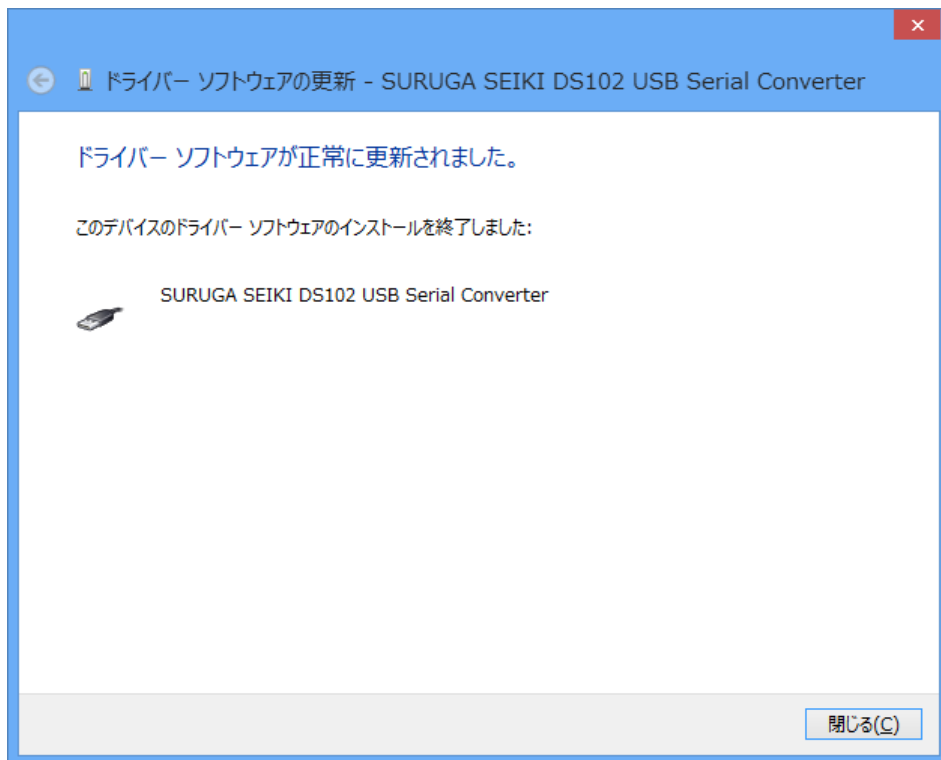 ドライバー ソフトウェアの更新 - SURUGA SEIKI DS102 USB Serial Converter
ドライバー ソフトウェアが正常に更新されました。
このデバイスのドライバー ソフトウェアのインストールを終了しました:
SURUGA SEIKI DS102 USB Serial Converter
閉じる(C)